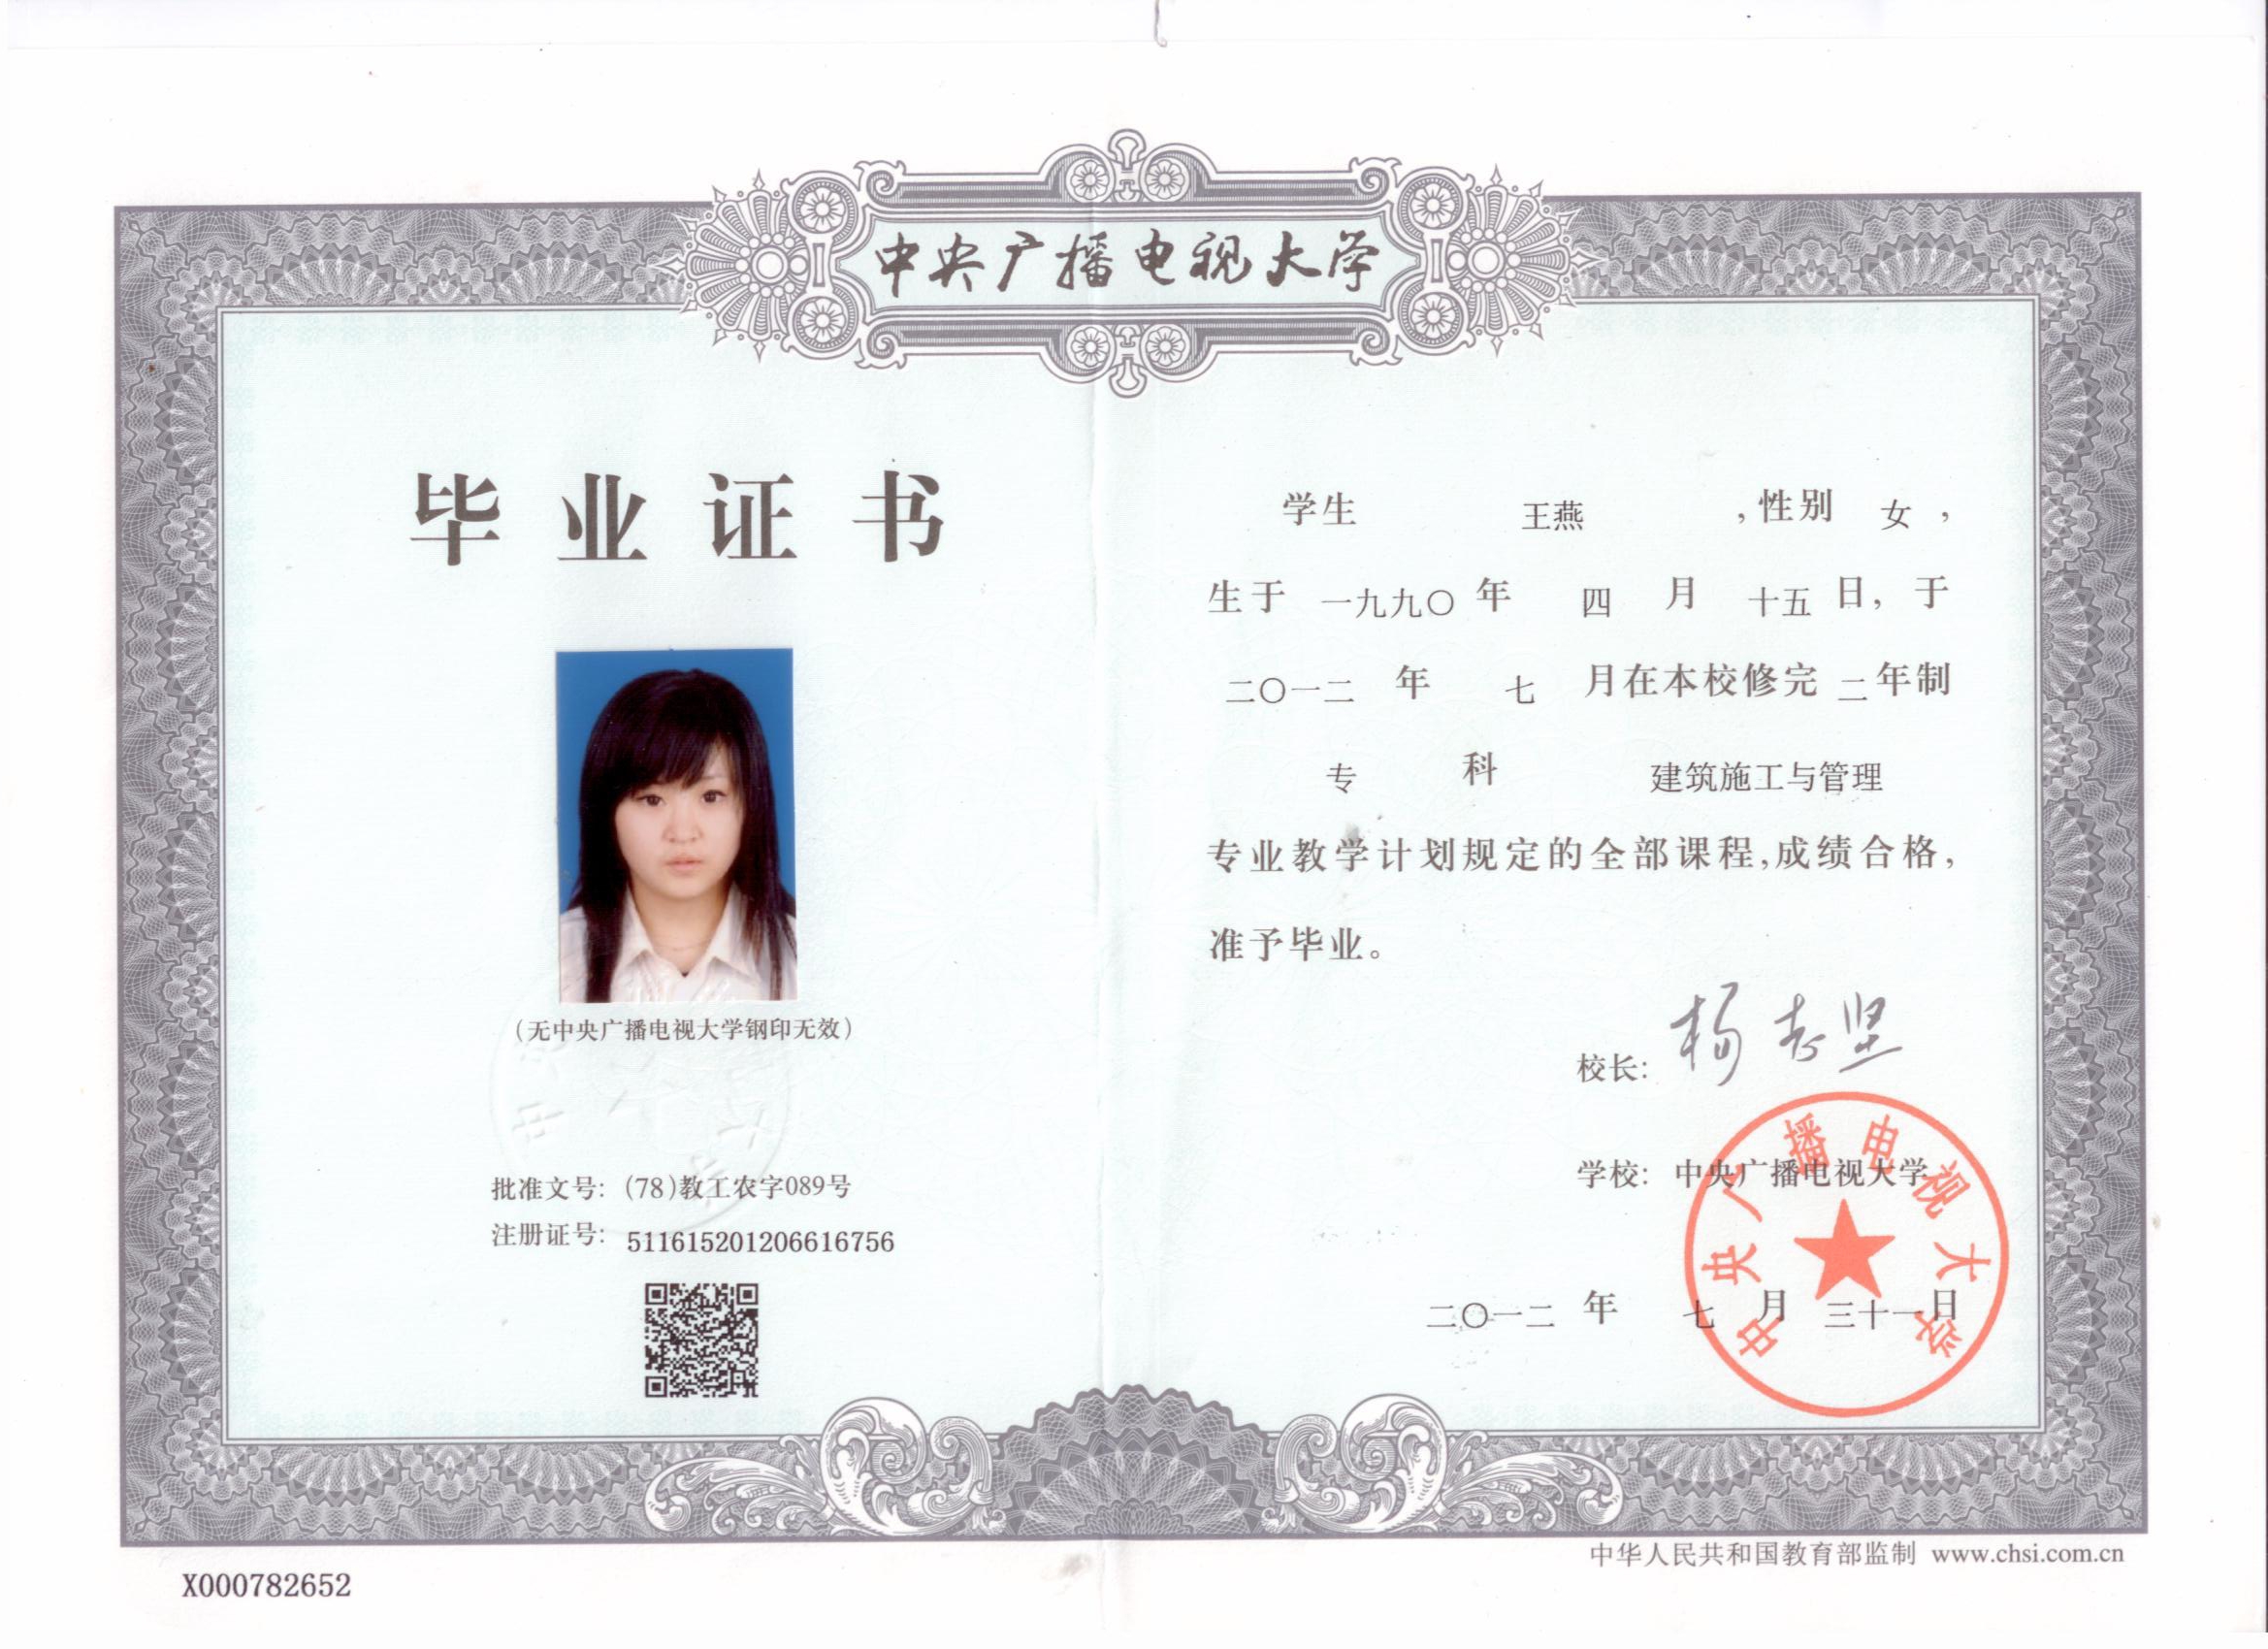 中央广播电视大学
毕业证书
(无中央广播电视大学钢印无效)
批准文号: (78)教工农字089号
注册证号: 511615201206616756
学生 王燕 ,性别 女 ,
生于 一九九〇 年 四 月 十五 日, 于
二〇一二 年 七 月在本校修完 二 年制
专 科 建筑施工与管理
专业教学计划规定的全部课程,成绩合格,
准予毕业。
校长: 杨志坚
学校: 中央广播电视大学
中央广播电视大学
二〇一二 年 七 月 三十一日
中华人民共和国教育部监制 www.chsi.com.cn
X000782652